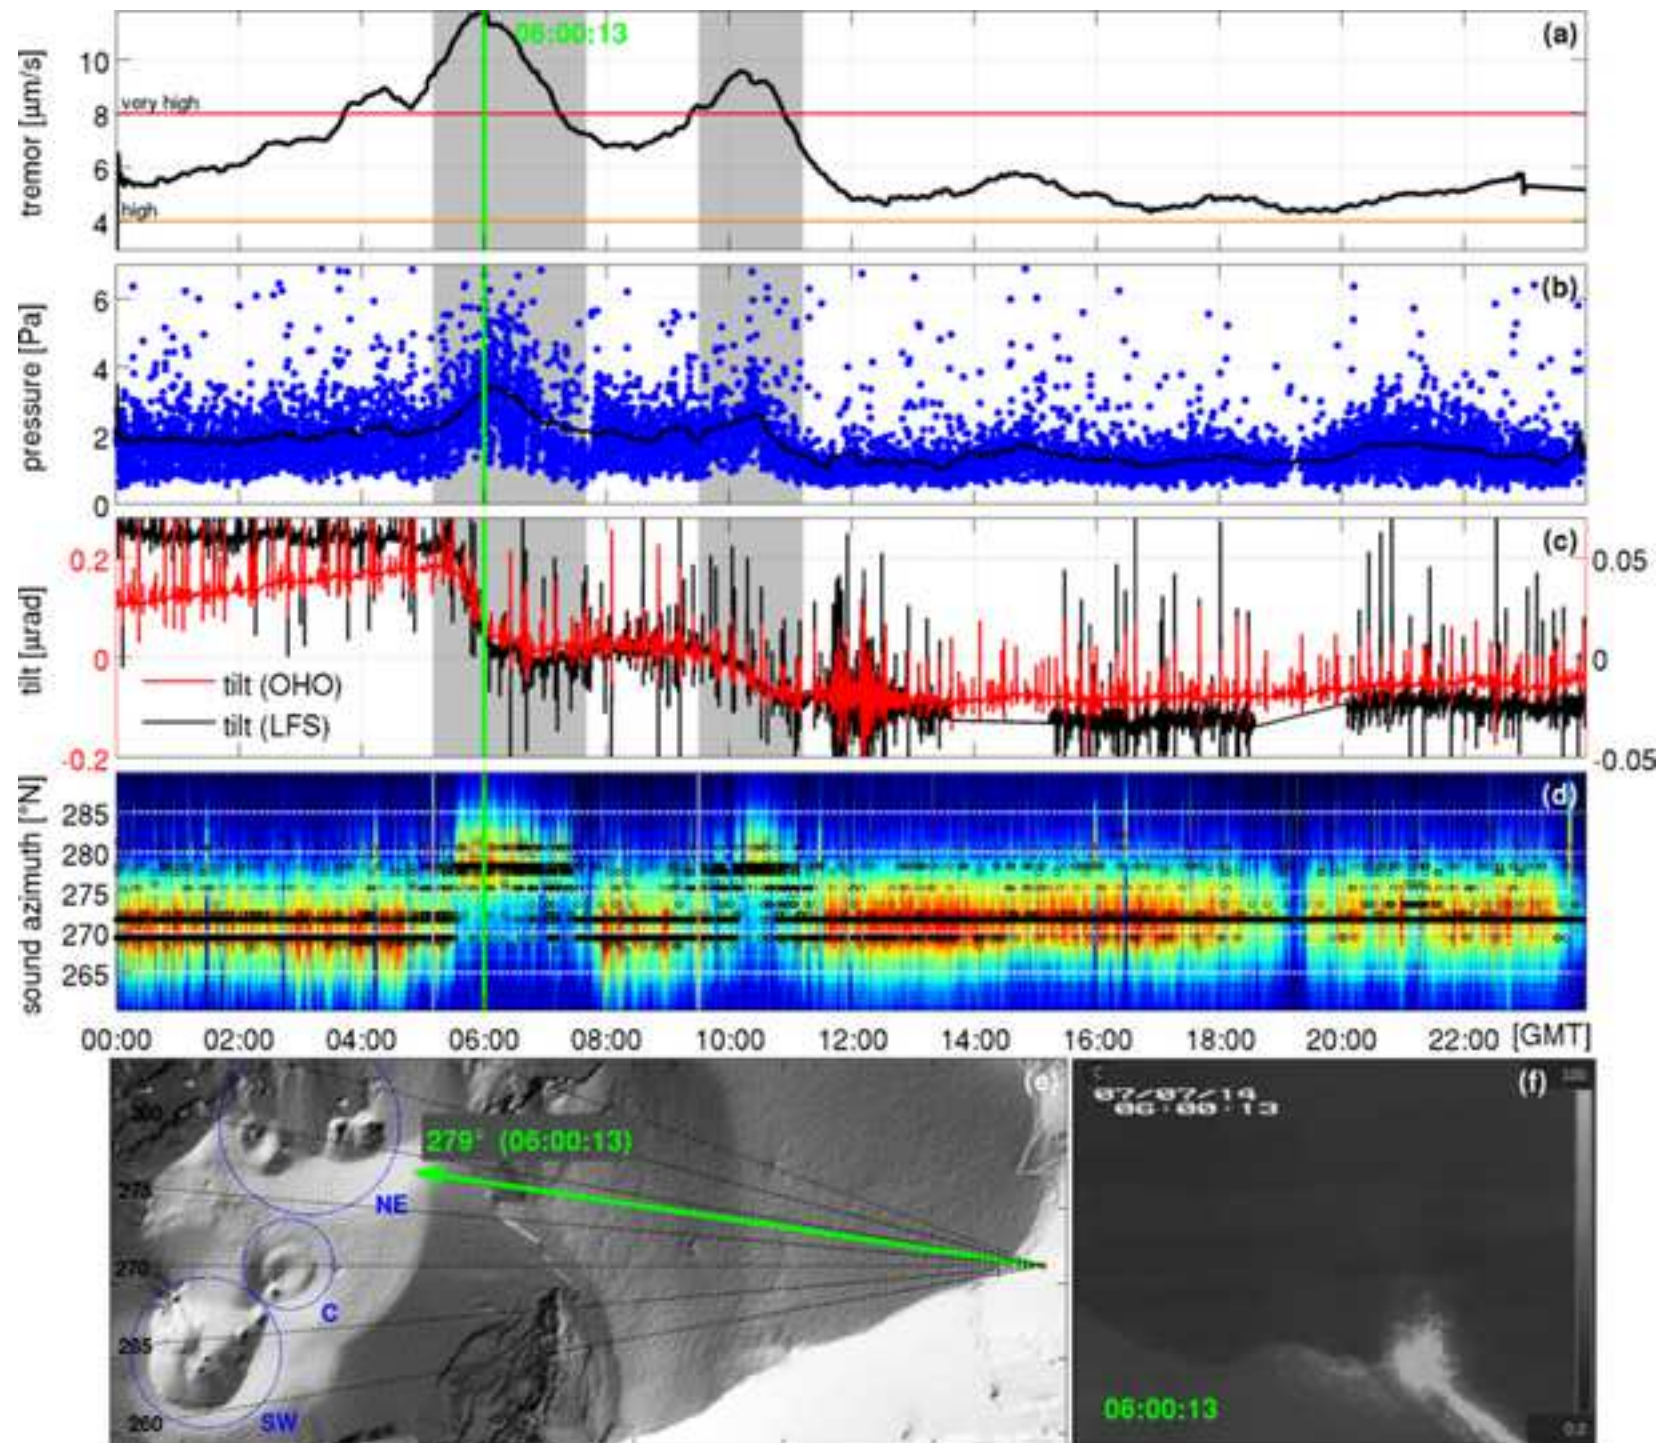 (a)
tremor [µm/s]
10
8
6
4
very high
high
06:00:13
(b)
pressure [Pa]
6
4
2
0
(c)
tilt [µrad]
0.2
0
-0.2
0.05
0
-0.05
tilt (OHO)
tilt (LFS)
(d)
sound azimuth [°N]
285
280
275
270
265
00:00 02:00 04:00 06:00 08:00 10:00 12:00 14:00 16:00 18:00 20:00 22:00 [GMT]
(e)
279° (06:00:13)
275
270
265
260
NE
C
SW
(f)
07/07/14
06:00:13
06:00:13